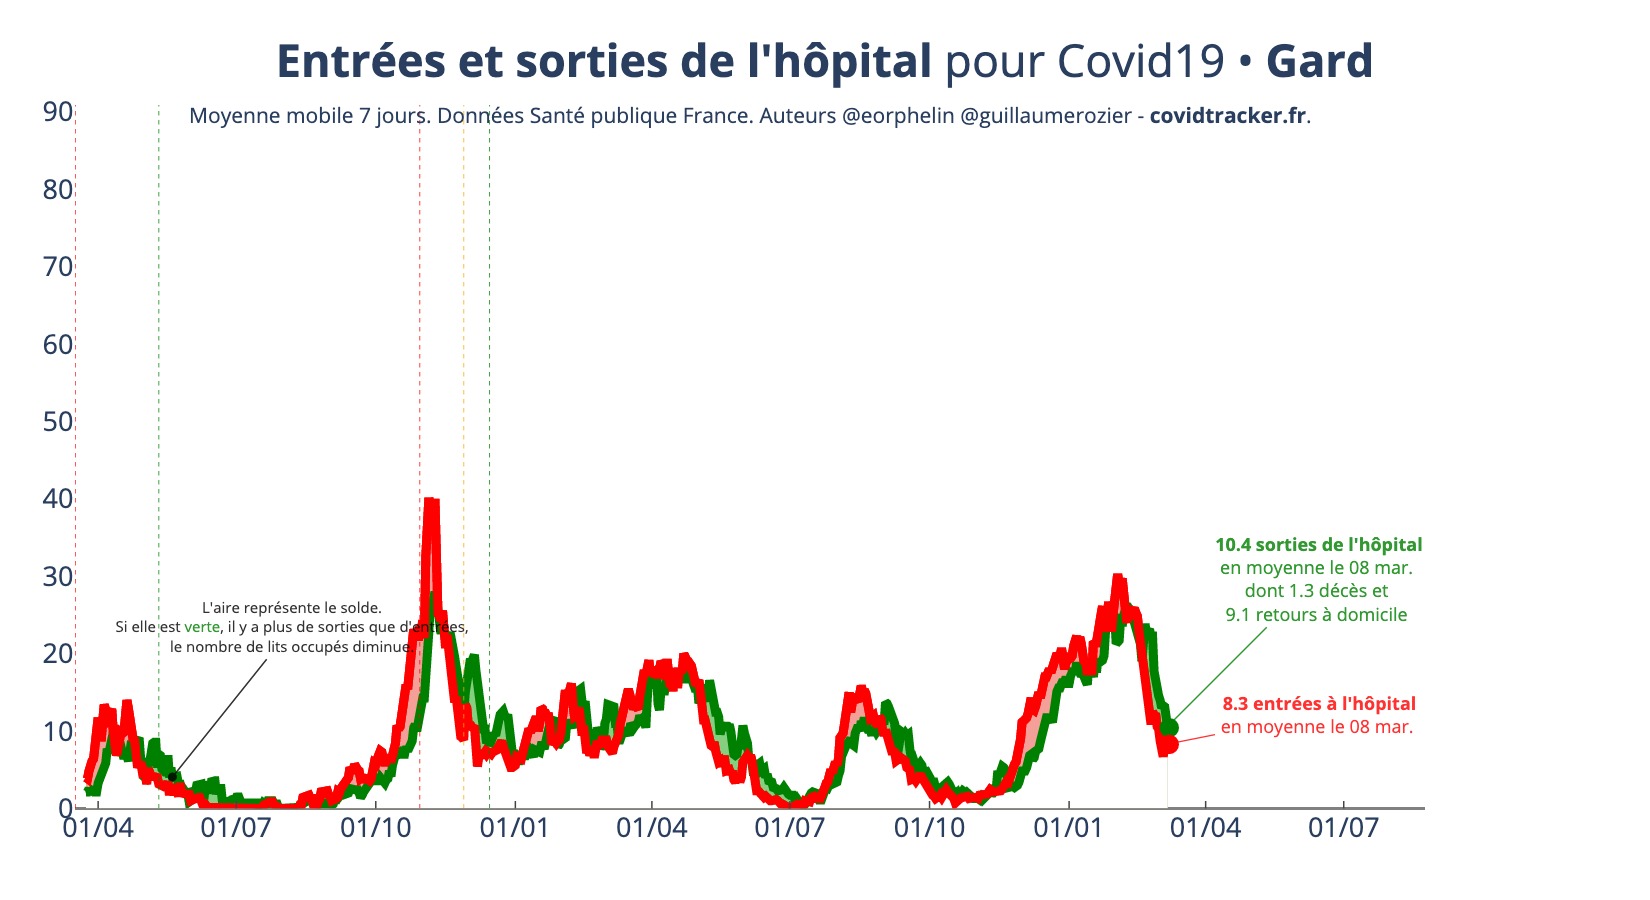 Entrées et sorties de l'hôpital pour Covid19 • Gard
Moyenne mobile 7 jours. Données Santé publique France. Auteurs @eorphelin @guillaumerozier - covidtracker.fr.
90
80
70
60
50
40
30
20
10
0
L'aire représente le solde.
Si elle est verte, il y a plus de sorties que d'entrées,
le nombre de lits occupés diminue.
10.4 sorties de l'hôpital
en moyenne le 08 mar.
dont 1.3 décès et
9.1 retours à domicile
8.3 entrées à l'hôpital
en moyenne le 08 mar.
01/04 01/07 01/10 01/01 01/04 01/07 01/10 01/01 01/04 01/07